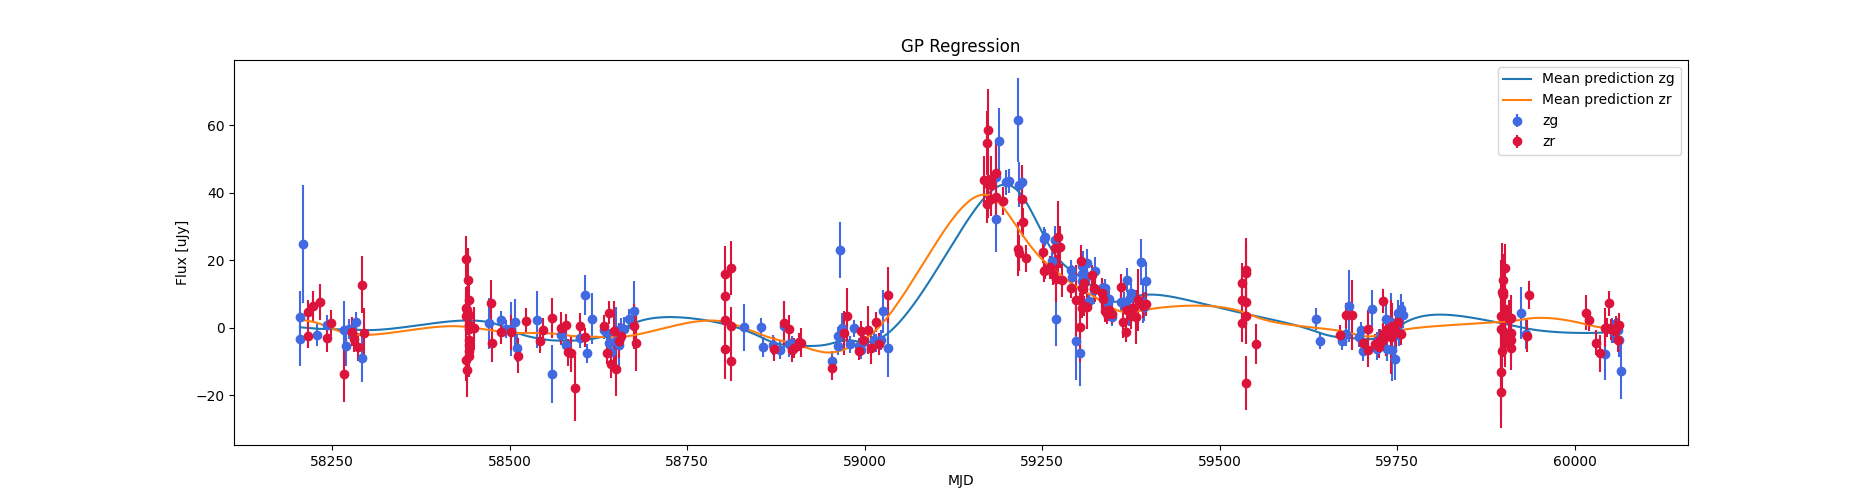 GP Regression
Flux [uJy]
60
40
20
0
−20
58250
58500
58750
59000
59250
59500
59750
60000
MJD
Mean prediction zg
Mean prediction zr
zg
zr